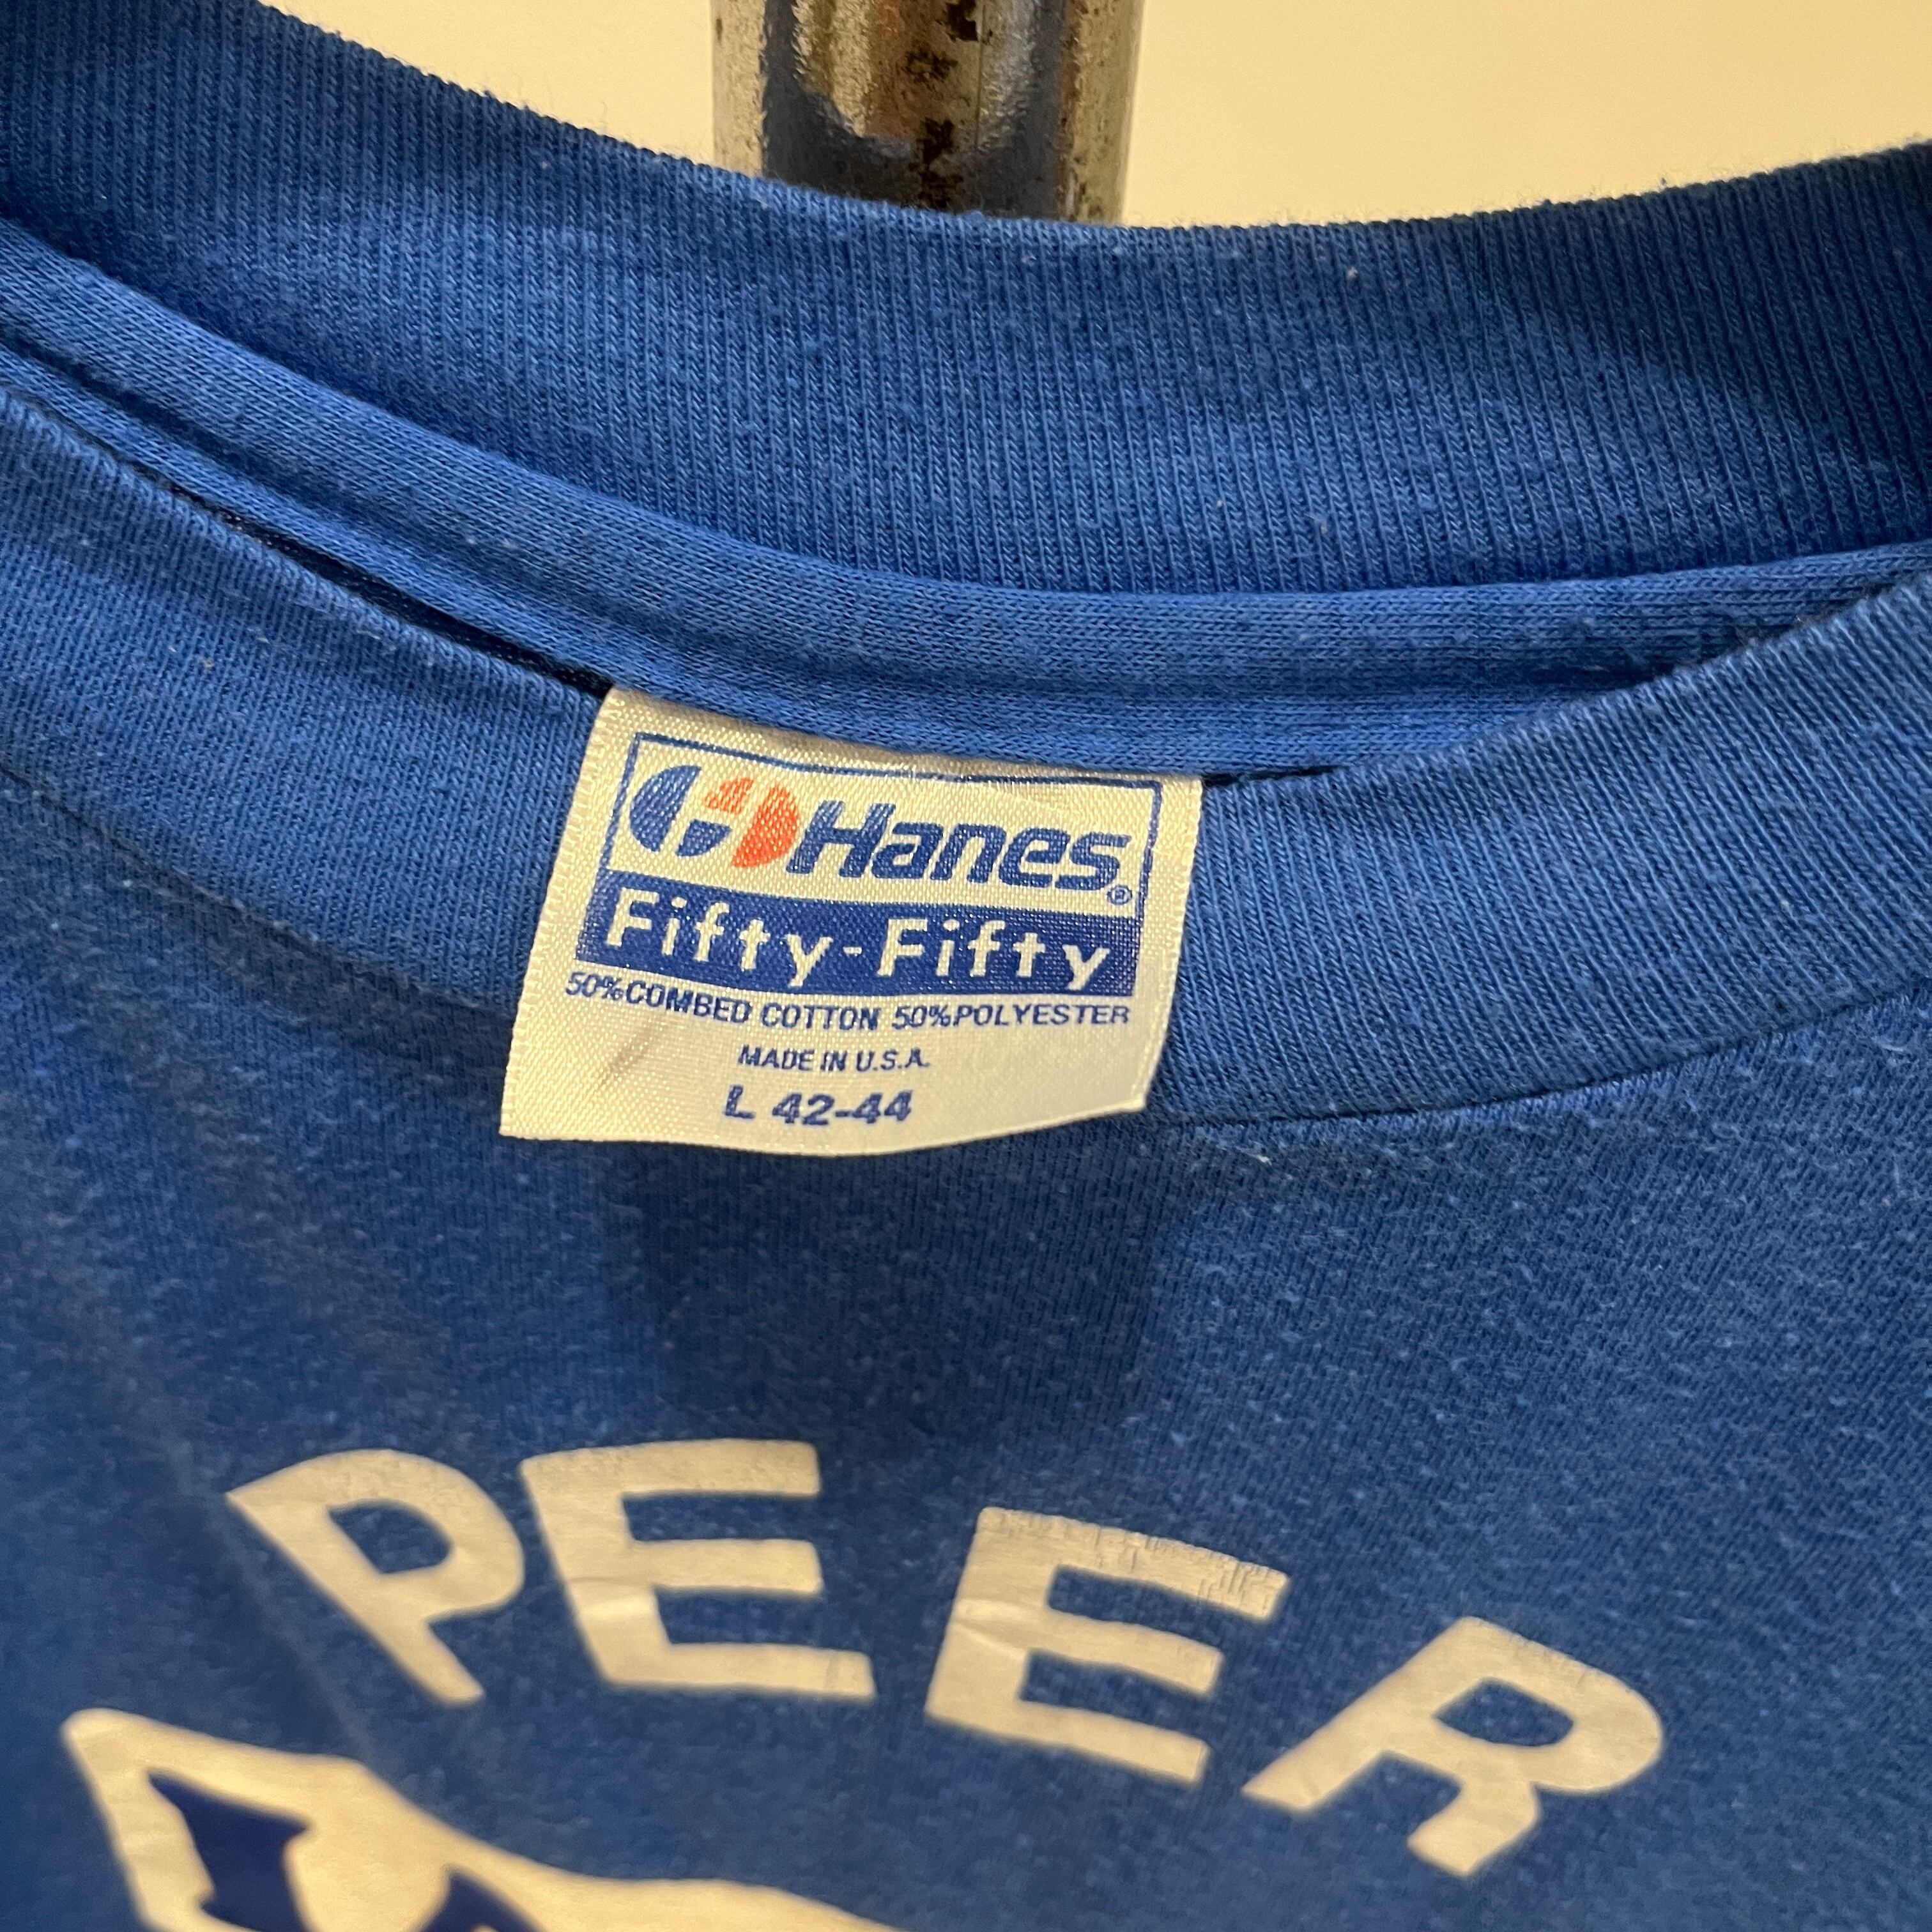 Hanes®
Fifty-Fifty
50%COMBED COTTON 50%POLYESTER
MADE IN U.S.A.
L 42-44
PEER